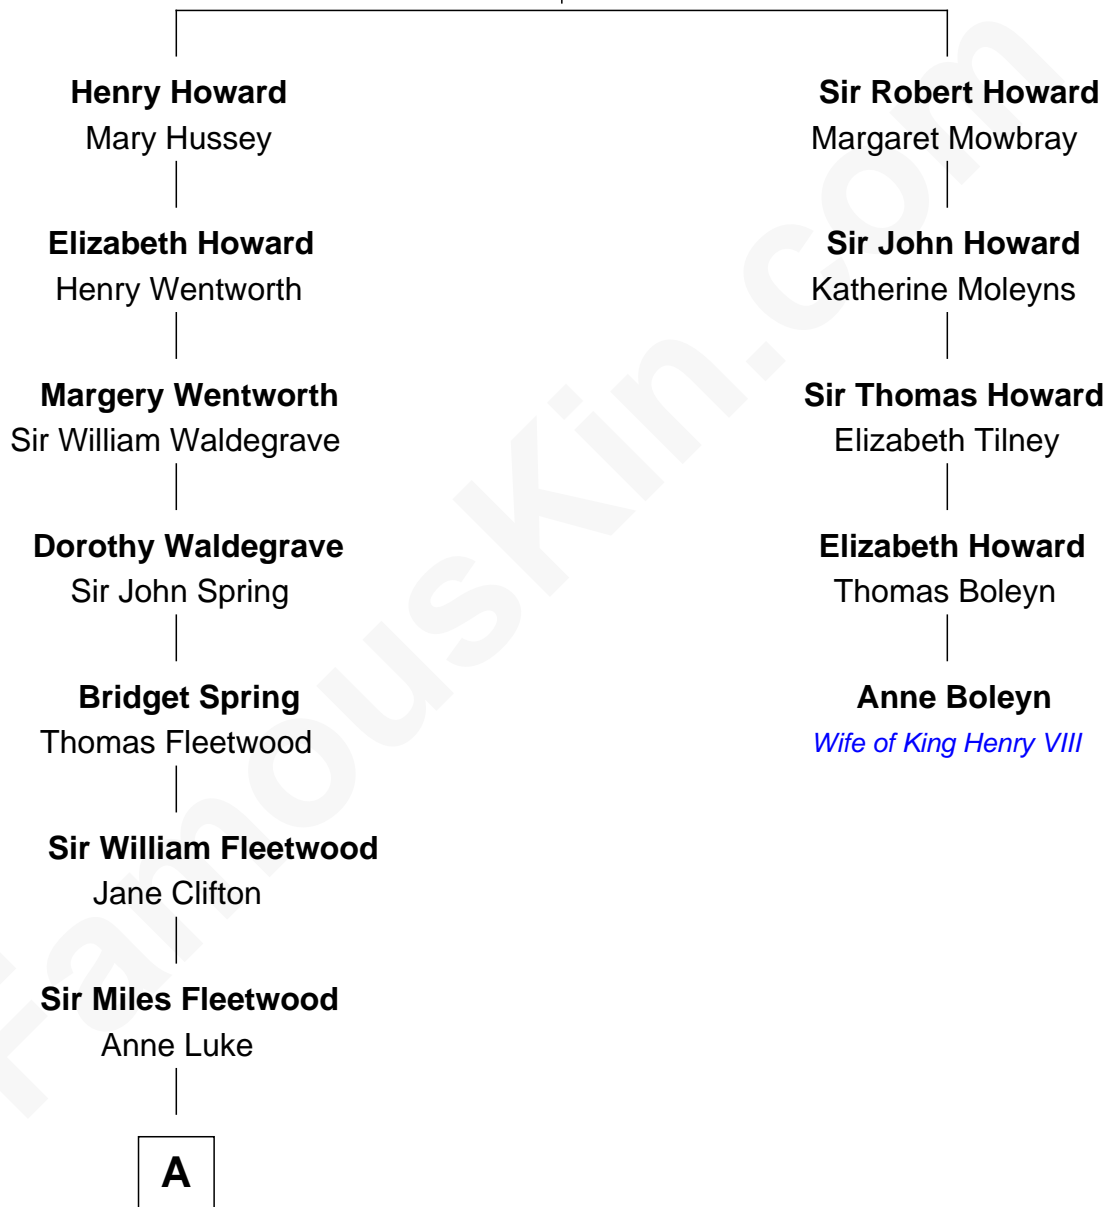 Henry Howard
Mary Hussey
Elizabeth Howard
Henry Wentworth
Margery Wentworth
Sir William Waldegrave
Dorothy Waldegrave
Sir John Spring
Bridget Spring
Thomas Fleetwood
Sir William Fleetwood
Jane Clifton
Sir Miles Fleetwood
Anne Luke
A
Sir Robert Howard
Margaret Mowbray
Sir John Howard
Katherine Moleyns
Sir Thomas Howard
Elizabeth Tilney
Elizabeth Howard
Thomas Boleyn
Anne Boleyn
Wife of King Henry VIII
FamousKin.com